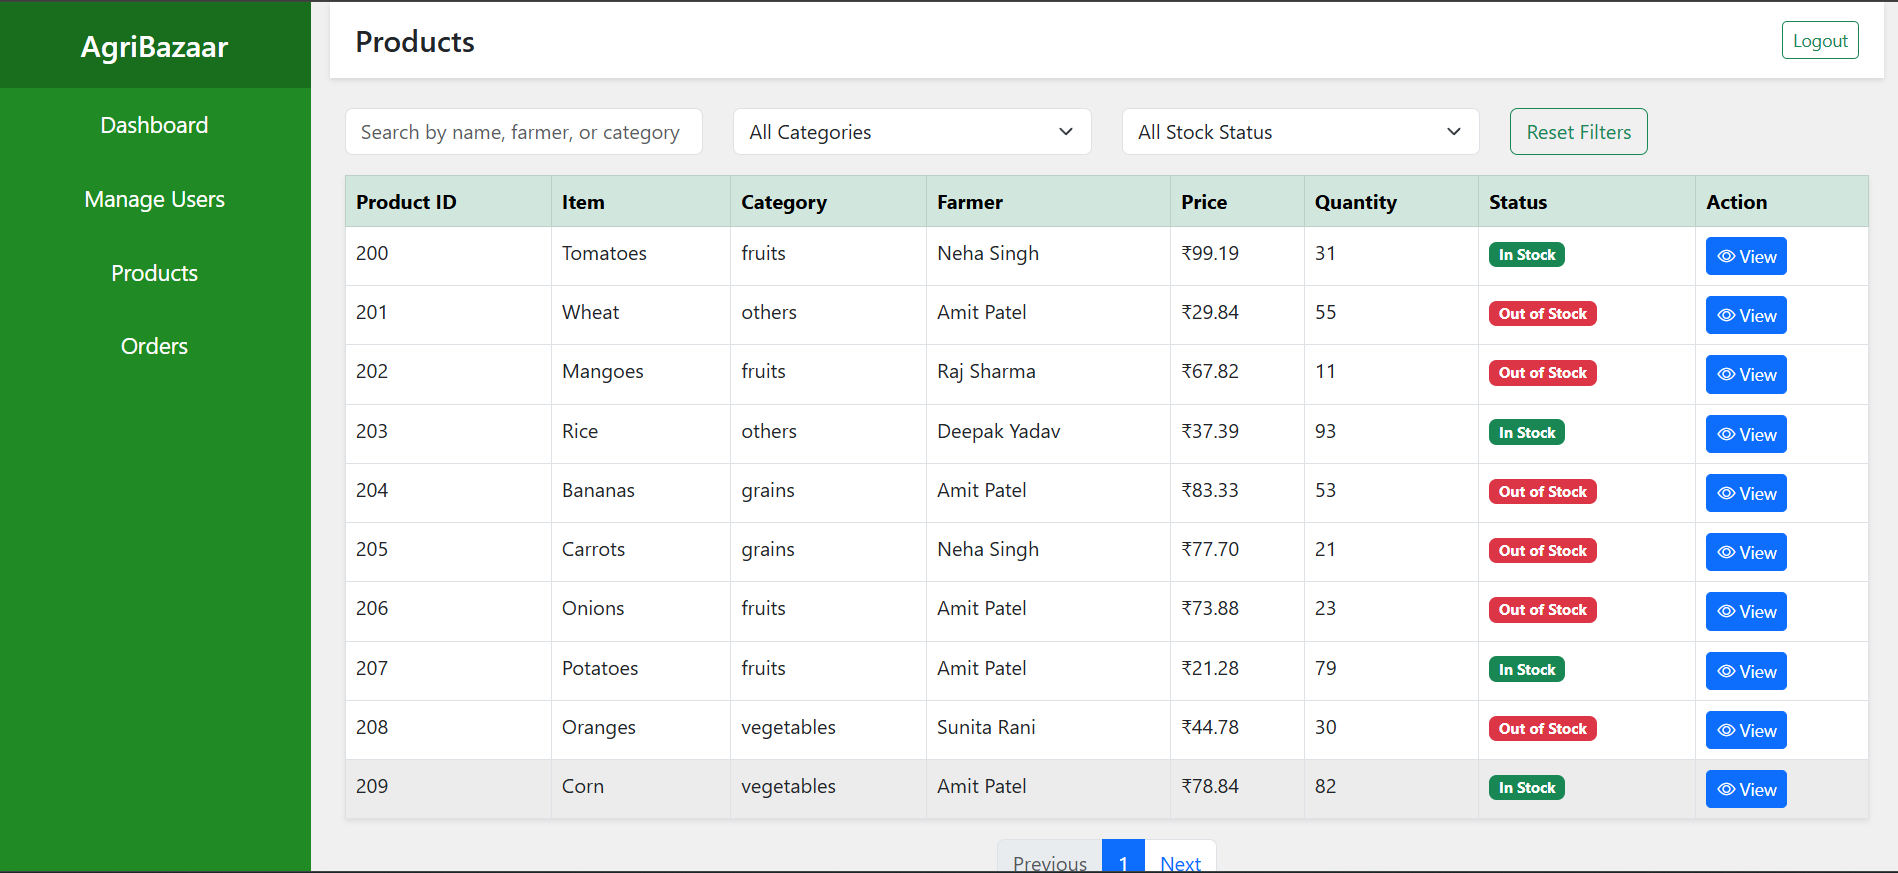 AgriBazaar
Dashboard
Manage Users
Products
Orders
Products
Logout
Search by name, farmer, or category
All Categories
All Stock Status
Reset Filters
Product ID Item Category Farmer Price Quantity Status Action
200 Tomatoes fruits Neha Singh ₹99.19 31 In Stock View
201 Wheat others Amit Patel ₹29.84 55 Out of Stock View
202 Mangoes fruits Raj Sharma ₹67.82 11 Out of Stock View
203 Rice others Deepak Yadav ₹37.39 93 In Stock View
204 Bananas grains Amit Patel ₹83.33 53 Out of Stock View
205 Carrots grains Neha Singh ₹77.70 21 Out of Stock View
206 Onions fruits Amit Patel ₹73.88 23 Out of Stock View
207 Potatoes fruits Amit Patel ₹21.28 79 In Stock View
208 Oranges vegetables Sunita Rani ₹44.78 30 Out of Stock View
209 Corn vegetables Amit Patel ₹78.84 82 In Stock View
Previous 1 Next